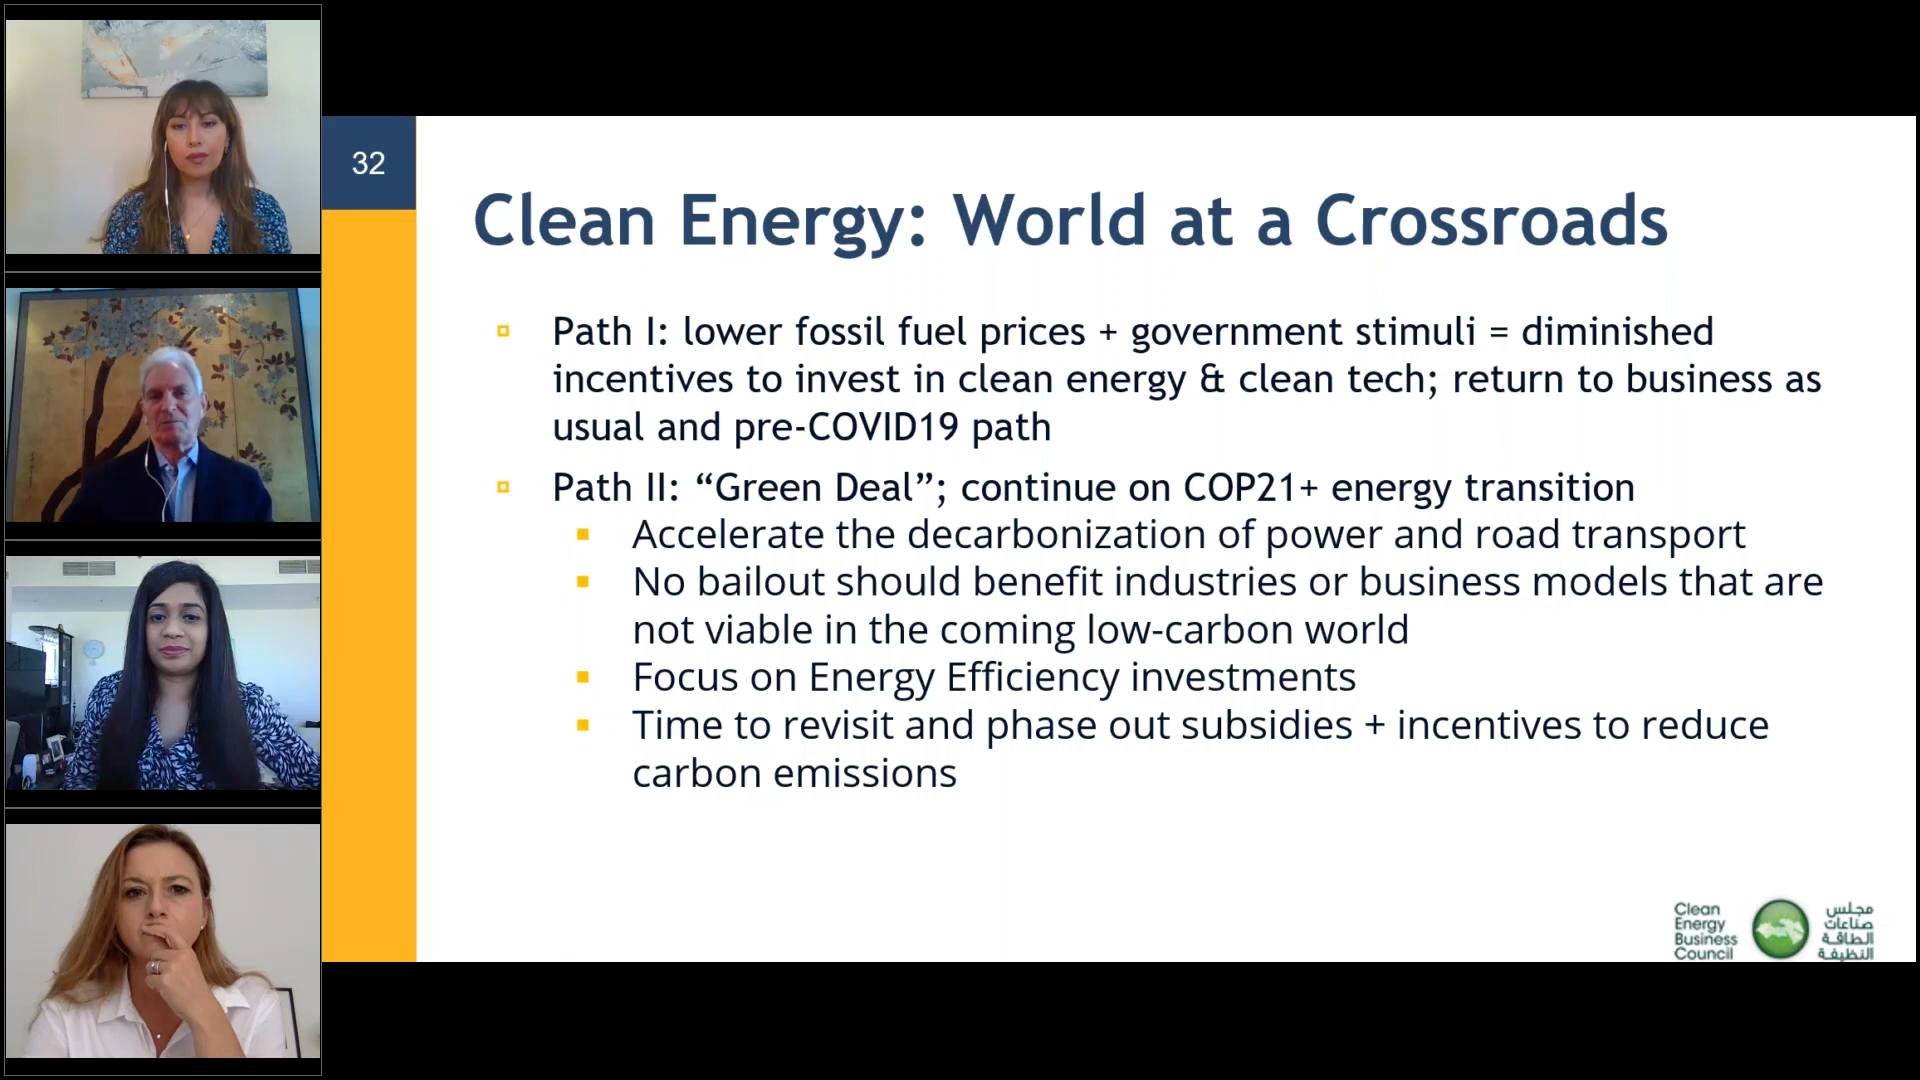 32
Clean Energy: World at a Crossroads
Path I: lower fossil fuel prices + government stimuli = diminished
incentives to invest in clean energy & clean tech; return to business as
usual and pre-COVID19 path
Path II: “Green Deal”; continue on COP21+ energy transition
Accelerate the decarbonization of power and road transport
No bailout should benefit industries or business models that are
not viable in the coming low-carbon world
Focus on Energy Efficiency investments
Time to revisit and phase out subsidies + incentives to reduce
carbon emissions
Clean
Energy
Business
Council
مجلس
صناعات
الطاقة
النظيفة